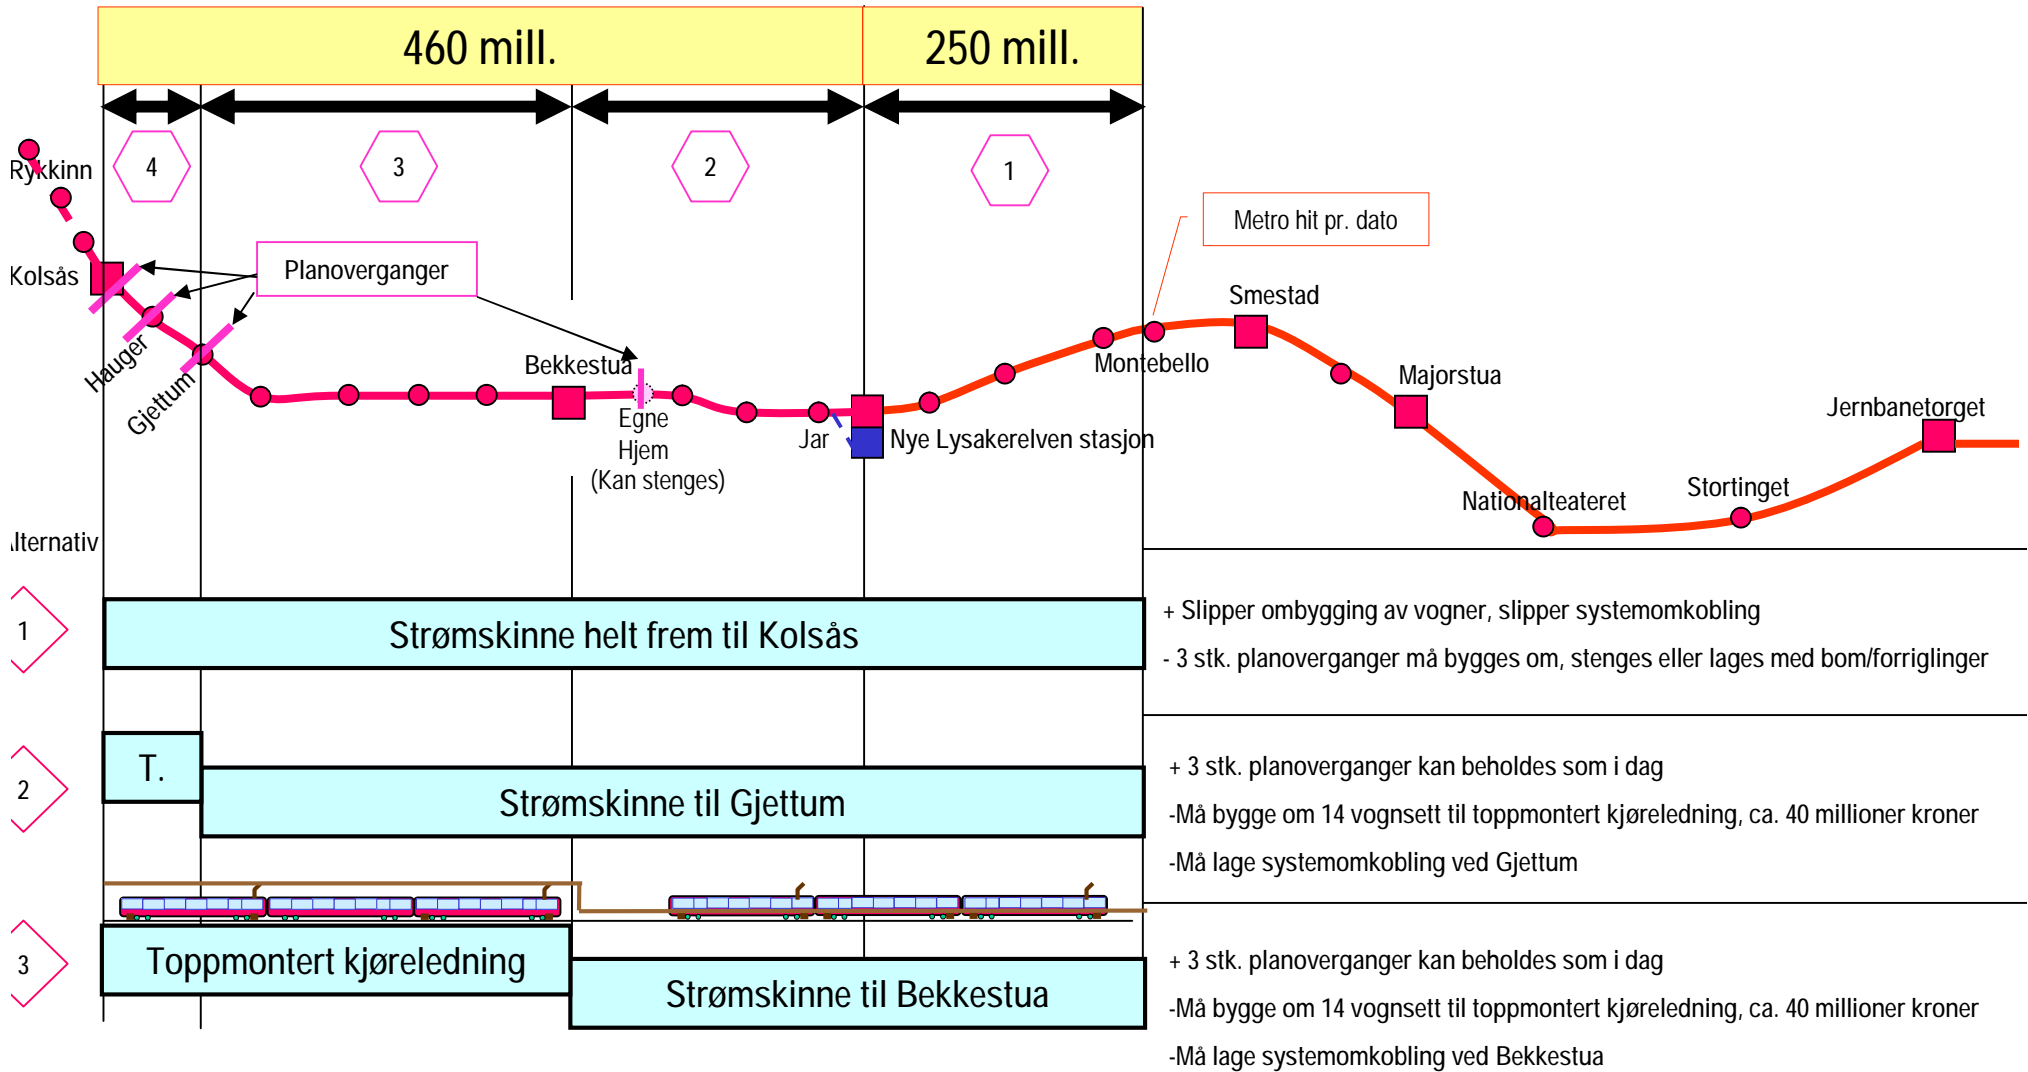 460 mill.
250 mill.
4
3
2
1
Rykkinn
Metro hit pr. dato
Planoverganger
Kolsås
Smestad
Hauger
Gjettum
Bekkestua
Montebello
Majorstua
Jernbanetorget
Egne
Hjem
(Kan stenges)
Jar
Nye Lysakerelven stasjon
Nationalteateret
Stortinget
lternativ
1
Strømskinne helt frem til Kolsås
+ Slipper ombygging av vogner, slipper systemomkobling
- 3 stk. planoverganger må bygges om, stenges eller lages med bom/forriglinger
2
T.
Strømskinne til Gjettum
+ 3 stk. planoverganger kan beholdes som i dag
-Må bygge om 14 vognsett til toppmontert kjøreledning, ca. 40 millioner kroner
-Må lage systemomkobling ved Gjettum
3
Toppmontert kjøreledning
Strømskinne til Bekkestua
+ 3 stk. planoverganger kan beholdes som i dag
-Må bygge om 14 vognsett til toppmontert kjøreledning, ca. 40 millioner kroner
-Må lage systemomkobling ved Bekkestua